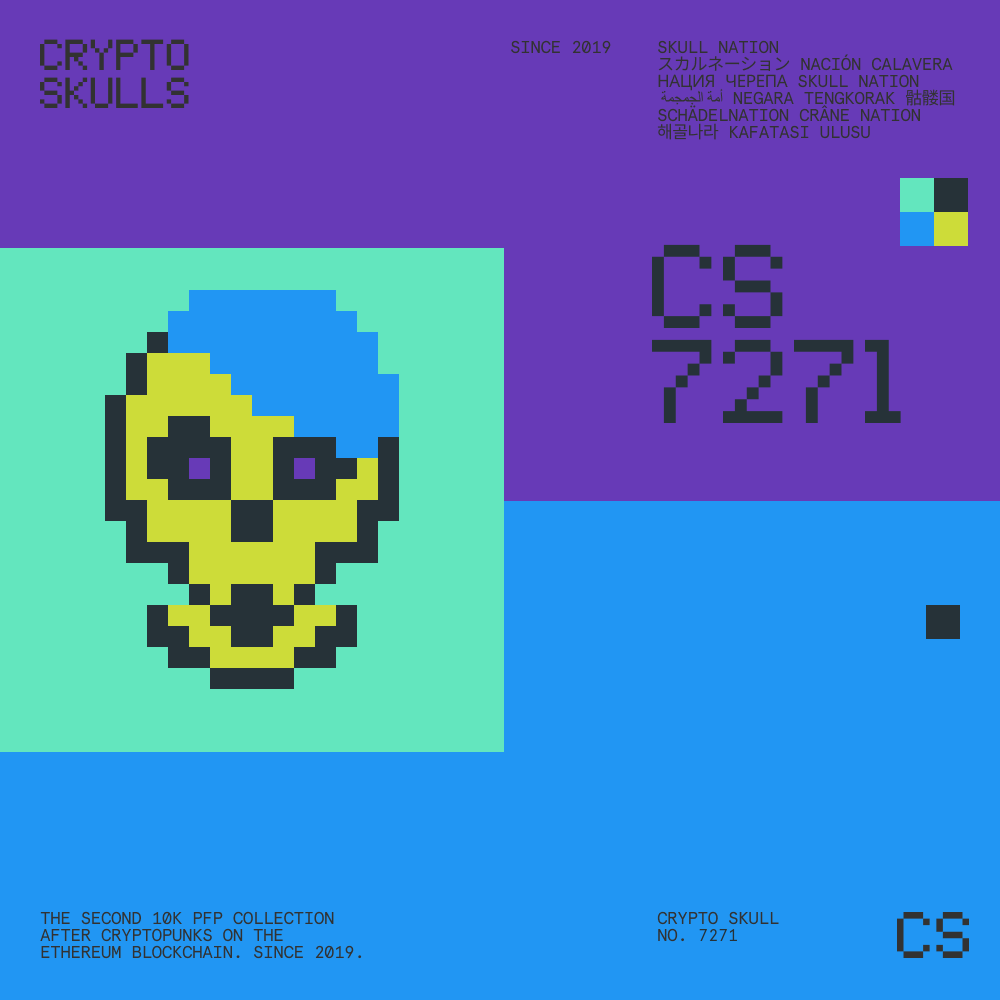 CRYPTO
SKULLS
SINCE 2019
SKULL NATION
スカルネーション NACIÓN CALAVERA
НАЦИЯ ЧЕРЕПА SKULL NATION
أمة الجمجمة NEGARA TENGKORAK 骷髅国
SCHÄDELNATION CRÂNE NATION
해골나라 KAFATASI ULUSU
CS
7271
THE SECOND 10K PFP COLLECTION
AFTER CRYPTOPUNKS ON THE
ETHEREUM BLOCKCHAIN. SINCE 2019.
CRYPTO SKULL
NO. 7271
CS